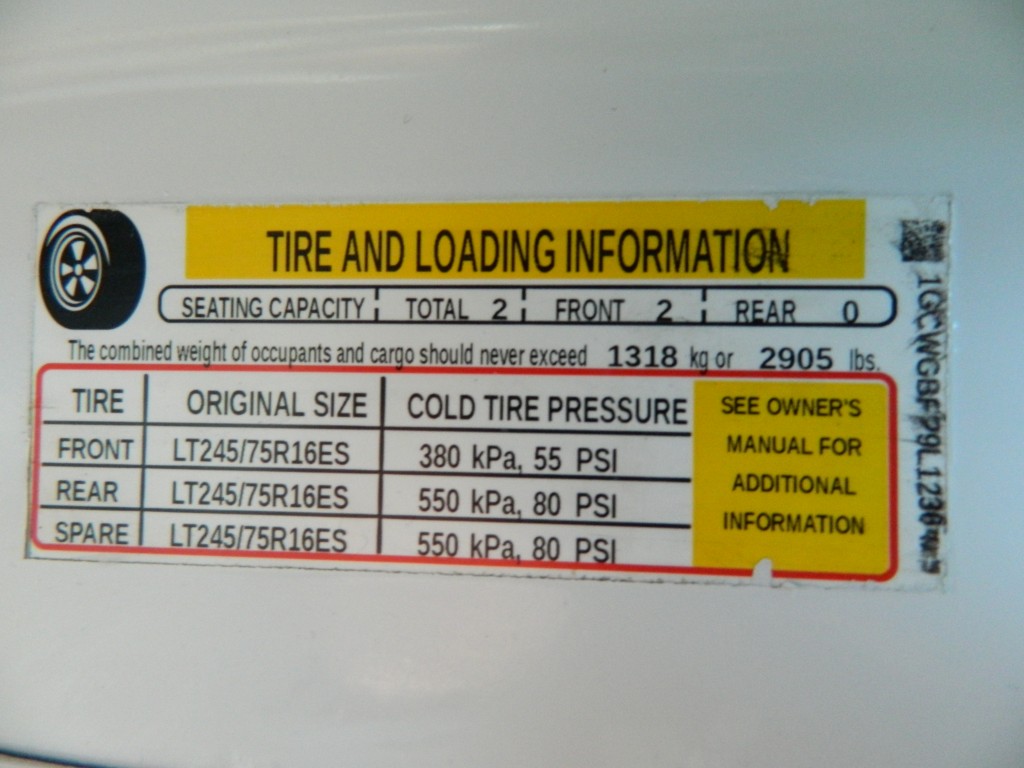 TIRE AND LOADING INFORMATION
SEATING CAPACITY TOTAL 2 FRONT 2 REAR 0
The combined weight of occupants and cargo should never exceed 1318 kg or 2905 lbs.
TIRE ORIGINAL SIZE COLD TIRE PRESSURE
FRONT LT245/75R16ES 380 kPa, 55 PSI
REAR LT245/75R16ES 550 kPa, 80 PSI
SPARE LT245/75R16ES 550 kPa, 80 PSI
SEE OWNER'S
MANUAL FOR
ADDITIONAL
INFORMATION